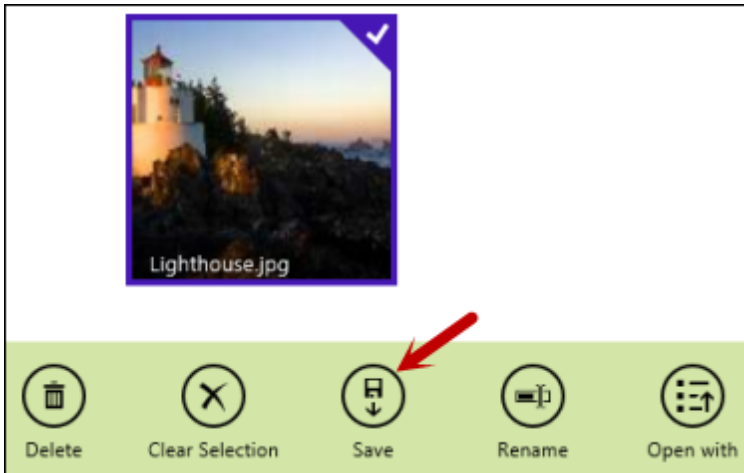 Lighthouse.jpg
Delete
Clear Selection
Save
Rename
Open with